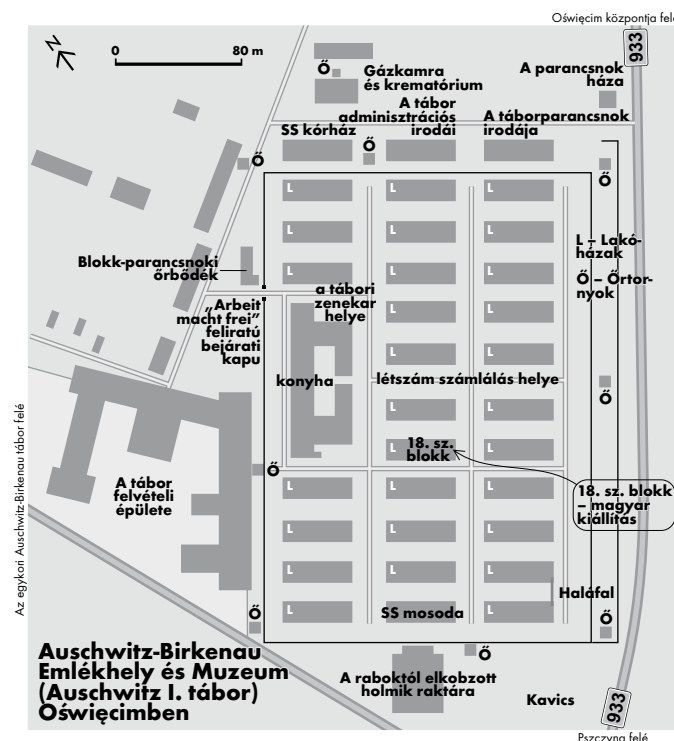 Oświęcim központja felé
933
N
0 80 m
Ő
Gázkamra
és krematórium
A parancsnok
háza
A tábor
adminisztrációs
irodái
A táborparancsnok
irodája
SS kórház
Ő
Ő
Ő
L
L
L
L
L
L
L – Lakó-
házak
Ő – Őrtor-
nyok
Blokk-parancsnoki
őrbódék
L
L
L
a tábori
zenekar
helye
„Arbeit
macht frei”
feliratú
bejárati
kapu
L
L
L
L
konyha
létszám számlálás helye
Ő
L
L
18. sz.
blokk
L
L
Ő
A tábor
felvételi
épülete
L
L
L
18. sz. blokk
– magyar
kiállítás
L
L
L
L
L
L
Haláfal
L
SS mosoda
L
Ő
Ő
Ő
Az egykori Auschwitz-Birkenau tábor felé
Auschwitz-Birkenau
Emlékhely és Muzeum
(Auschwitz I. tábor)
Oświęcimben
A raboktól elkobzott
holmik raktára
Kavics
933
Pszczyna felé